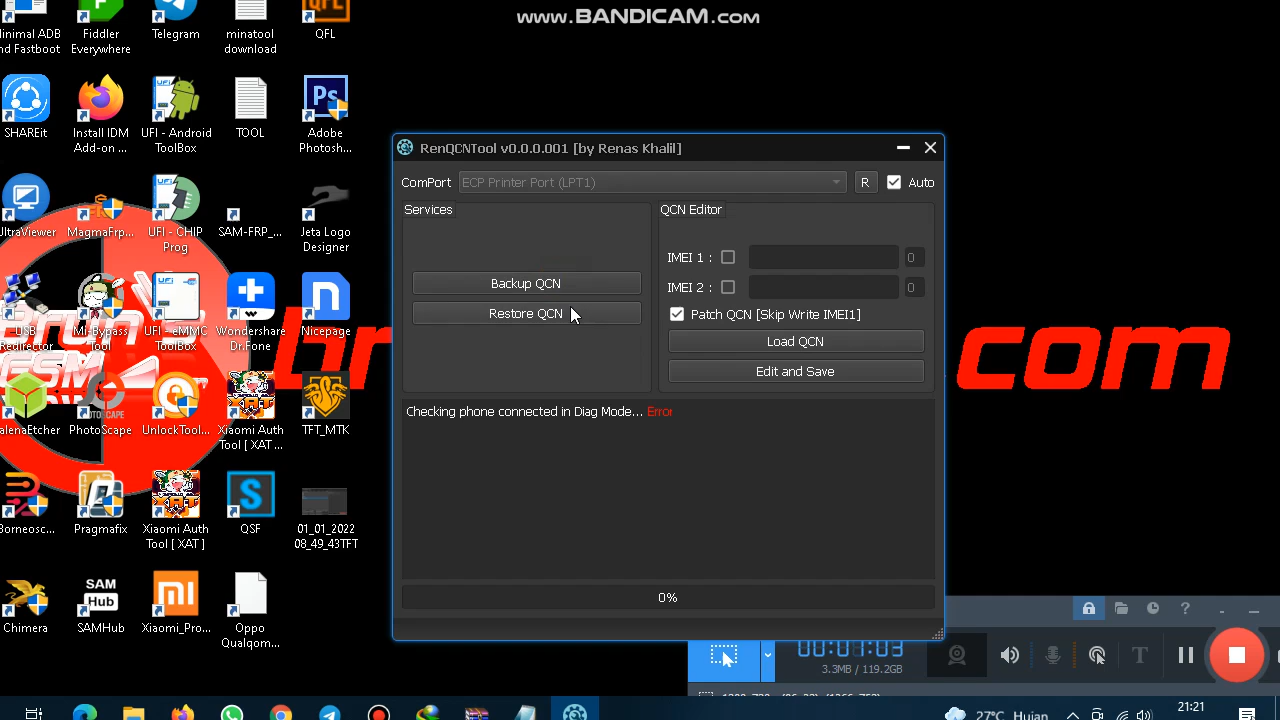 www.BANDICAM.com
Minimal ADB
and Fastboot
Fiddler
Everywhere
Telegram
minatool
download
QFL
SHAREit
Install IDM
Add-on ...
UFI - Android
ToolBox
TOOL
Adobe
Photosh...
UltraViewer
MagmaFrp...
UFI - CHIP
Prog
SAM-FRP_...
Jeta Logo
Designer
USB
Redirector
Mi-Bypass
Tool
UFI - eMMC
ToolBox
Wondershare
Dr.Fone
Nicepage
balenaEtcher
PhotoScape
UnlockTool...
Xiaomi Auth
Tool [ XAT ...
TFT_MTK
Borneosc...
Pragmafix
Xiaomi Auth
Tool [ XAT ]
QSF
01_01_2022
08_49_43TFT
Chimera
SAM
Hub
SAMHub
Xiaomi_Pro...
Oppo
Qualqom...
GSM
com
RenQCNTool v0.0.0.001 [by Renas Khalil]
ComPort ECP Printer Port (LPT1) R Auto
Services
Backup QCN
Restore QCN
QCN Editor
IMEI 1 : 0
IMEI 2 : 0
Patch QCN [Skip Write IMEI1]
Load QCN
Edit and Save
Checking phone connected in Diag Mode... Error
0%
00:01:03
3.3MB / 119.2GB
27°C Hujan
21:21